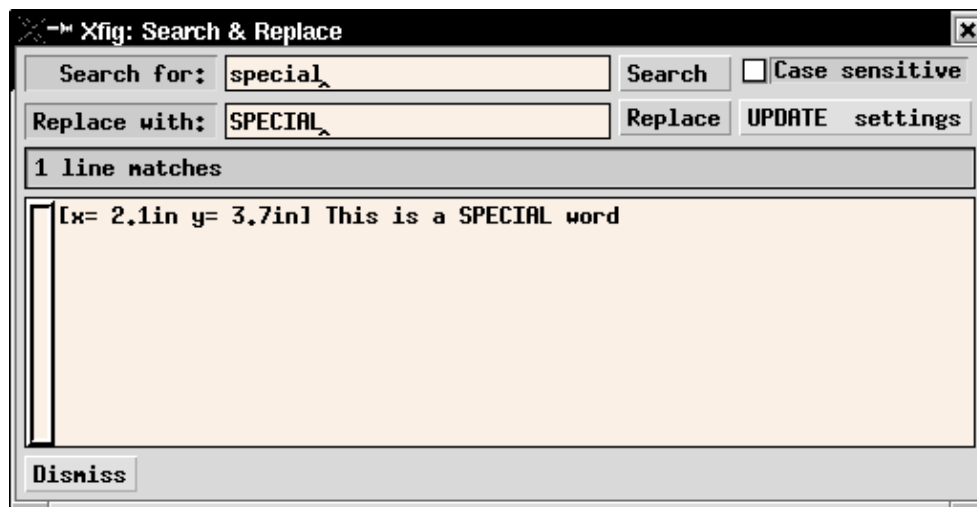 Xfig: Search & Replace
Search for: special Search Case sensitive
Replace with: SPECIAL Replace UPDATE settings
1 line matches
[x= 2.1in y= 3.7in] This is a SPECIAL word
Dismiss